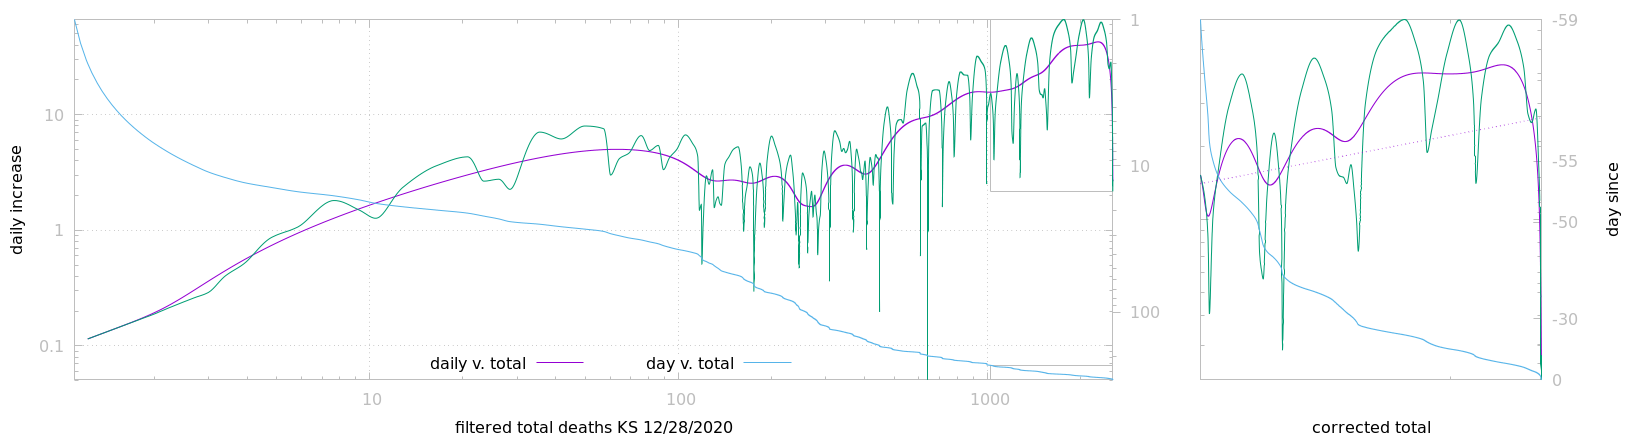 daily increase
10
1
0.1
1
10
100
daily v. total
day v. total
10
100
1000
filtered total deaths KS 12/28/2020
-59
-55
-50
-30
0
day since
corrected total